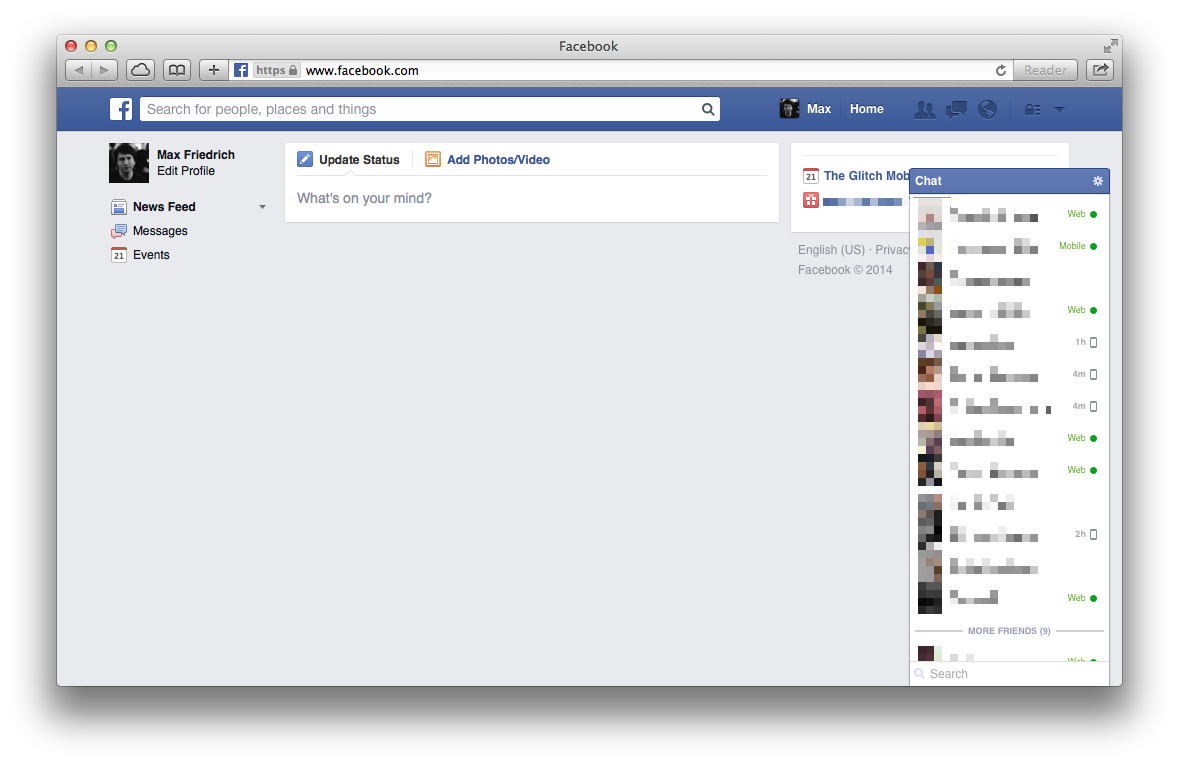 Facebook
https www.facebook.com
Reader
Search for people, places and things
Max
Home
Max Friedrich
Edit Profile
News Feed
Messages
21 Events
Update Status
Add Photos/Video
What's on your mind?
21 The Glitch Mob
English (US) · Privac
Facebook © 2014
Chat
Web
Mobile
Web
1h
4m
4m
Web
Web
2h
Web
MORE FRIENDS (9)
Web
Search